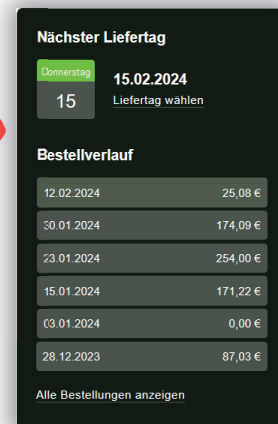 Nächster Liefertag
Donnerstag
15
15.02.2024
Liefertag wählen
Bestellverlauf
12.02.2024 25,08 €
30.01.2024 174,09 €
23.01.2024 254,00 €
15.01.2024 171,22 €
03.01.2024 0,00 €
28.12.2023 87,03 €
Alle Bestellungen anzeigen